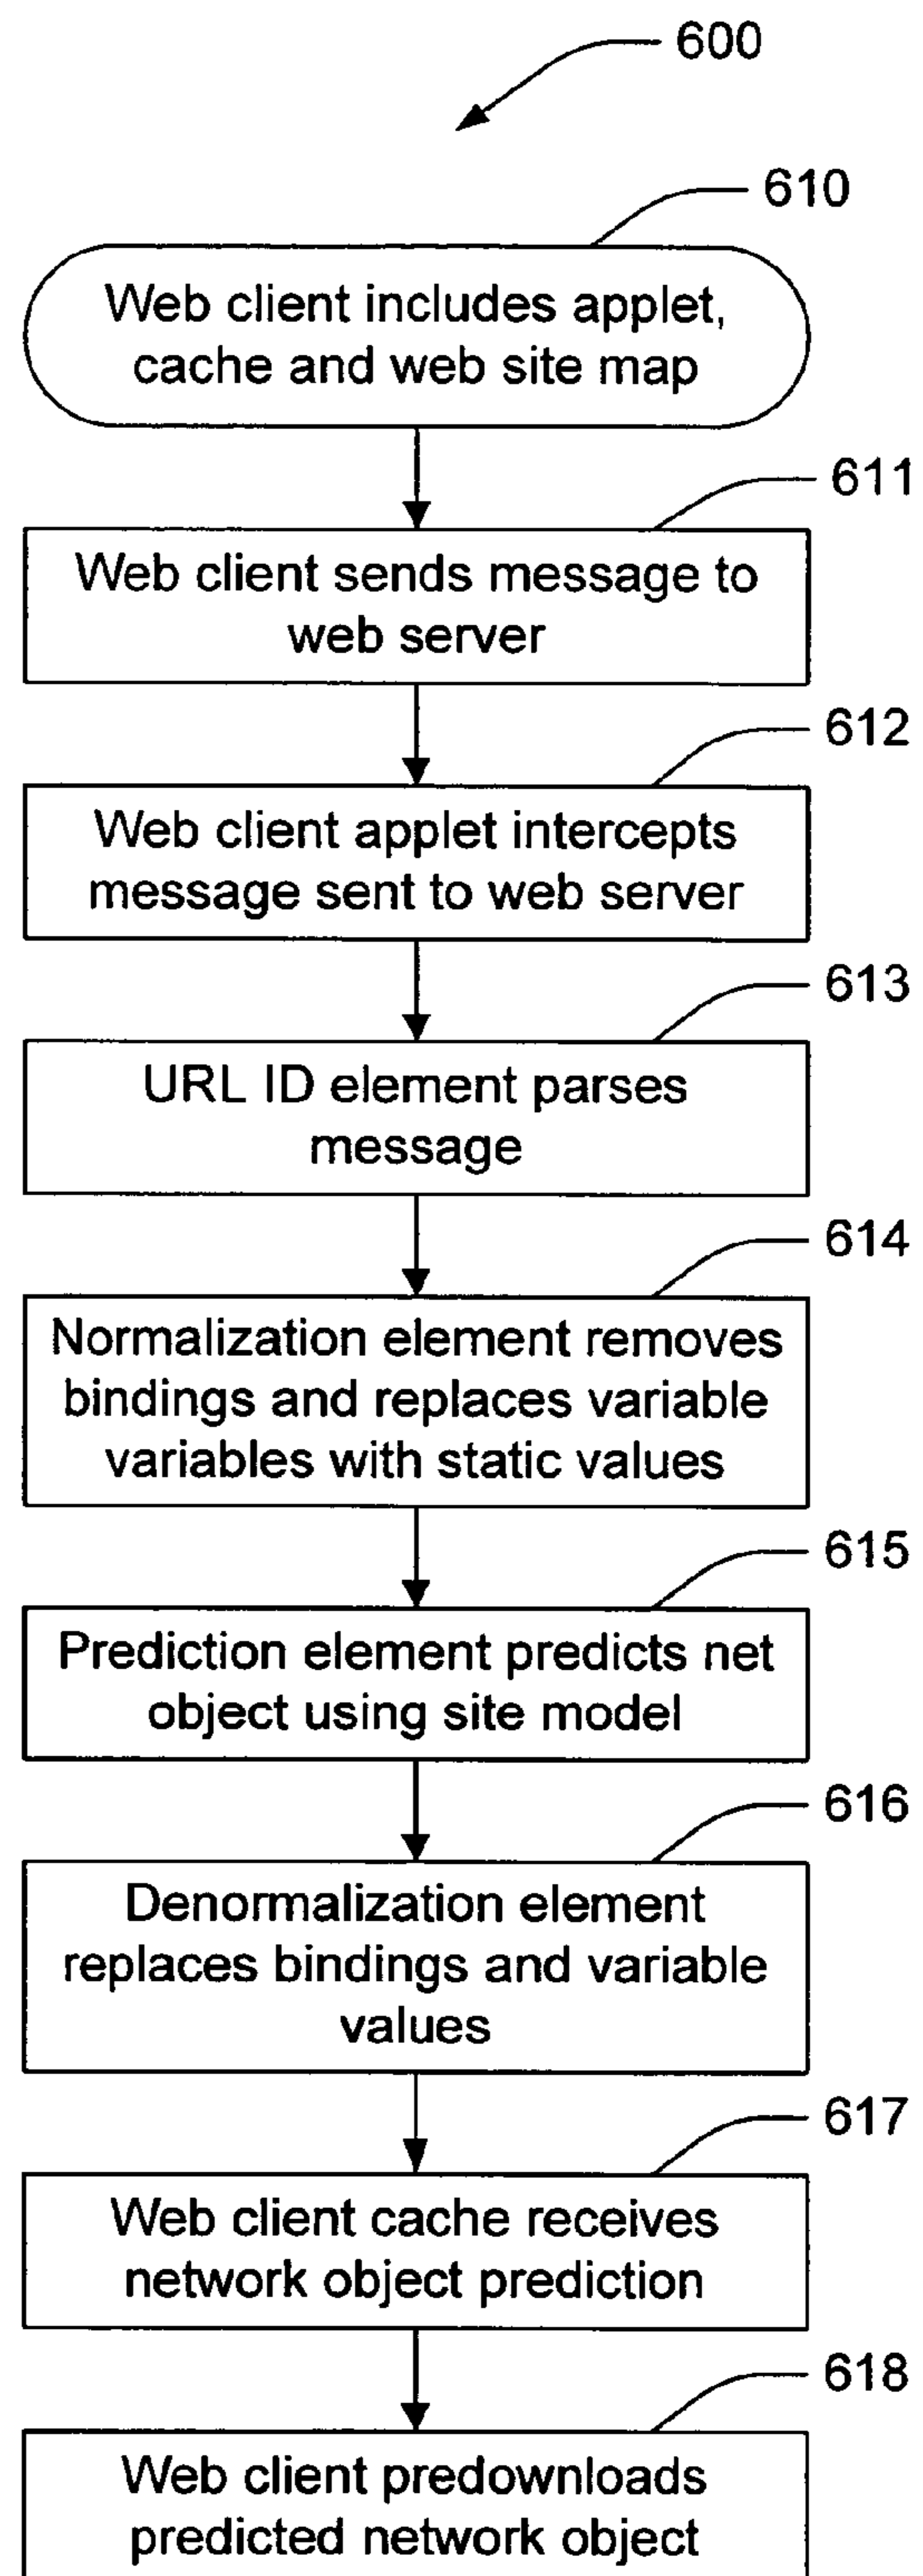 600
610
Web client includes applet,
cache and web site map
611
Web client sends message to
web server
612
Web client applet intercepts
message sent to web server
613
URL ID element parses
message
614
Normalization element removes
bindings and replaces variable
variables with static values
615
Prediction element predicts net
object using site model
616
Denormalization element
replaces bindings and variable
values
617
Web client cache receives
network object prediction
618
Web client predownloads
predicted network object